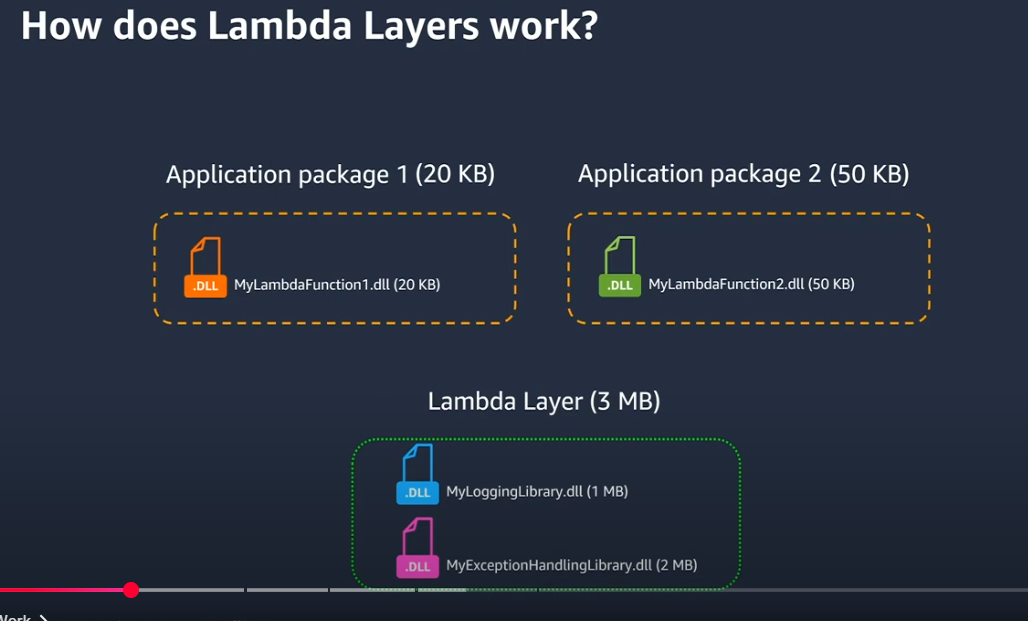 How does Lambda Layers work?
Application package 1 (20 KB)
Application package 2 (50 KB)
.DLL MyLambdaFunction1.dll (20 KB)
.DLL MyLambdaFunction2.dll (50 KB)
Lambda Layer (3 MB)
.DLL MyLoggingLibrary.dll (1 MB)
.DLL MyExceptionHandlingLibrary.dll (2 MB)
Work